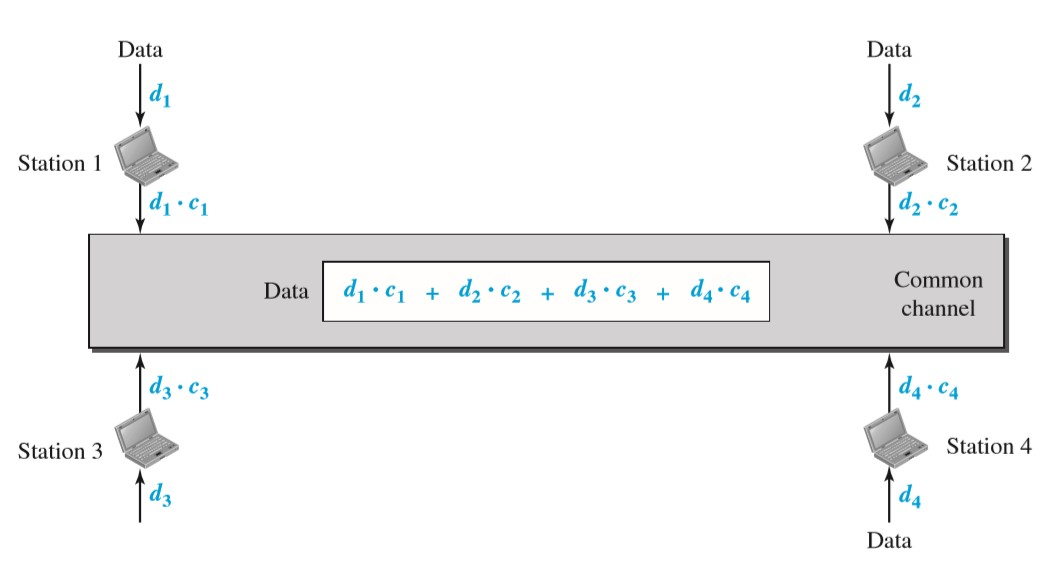 Data
Data
d₁
d₂
Station 1
Station 2
d₁ · c₁
d₂ · c₂
Data
d₁ · c₁ + d₂ · c₂ + d₃ · c₃ + d₄ · c₄
Common
channel
d₃ · c₃
d₄ · c₄
Station 3
Station 4
d₃
d₄
Data